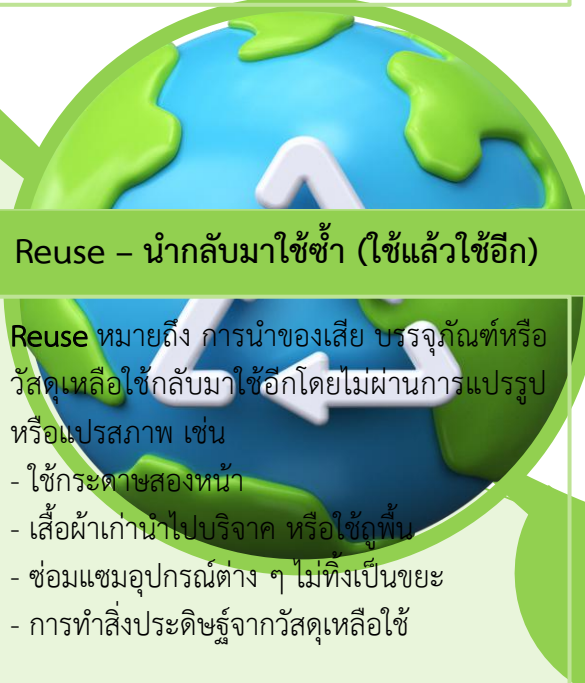 Reuse – นำกลับมาใช้ซ้ำ (ใช้แล้วใช้อีก)
Reuse หมายถึง การนำของเสีย บรรจุภัณฑ์หรือ
วัสดุเหลือใช้กลับมาใช้อีกโดยไม่ผ่านการแปรรูป
หรือแปรสภาพ เช่น
- ใช้กระดาษสองหน้า
- เสื้อผ้าเก่านำไปบริจาค หรือใช้ถูพื้น
- ซ่อมแซมอุปกรณ์ต่าง ๆ ไม่ทิ้งเป็นขยะ
- การทำสิ่งประดิษฐ์จากวัสดุเหลือใช้